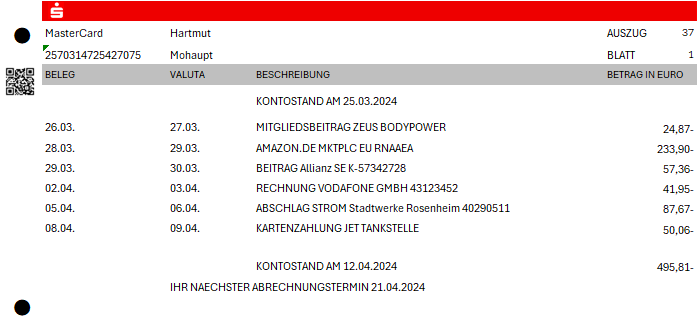 MasterCard Hartmut AUSZUG 37
2570314725427075 Mohaupt BLATT 1
BELEG VALUTA BESCHREIBUNG BETRAG IN EURO
KONTOSTAND AM 25.03.2024
26.03. 27.03. MITGLIEDSBEITRAG ZEUS BODYPOWER 24,87-
28.03. 29.03. AMAZON.DE MKTPLC EU RNAAEA 233,90-
29.03. 30.03. BEITRAG Allianz SE K-57342728 57,36-
02.04. 03.04. RECHNUNG VODAFONE GMBH 43123452 41,95-
05.04. 06.04. ABSCHLAG STROM Stadtwerke Rosenheim 40290511 87,67-
08.04. 09.04. KARTENZAHLUNG JET TANKSTELLE 50,06-
KONTOSTAND AM 12.04.2024 495,81-
IHR NAECHSTER ABRECHNUNGSTERMIN 21.04.2024